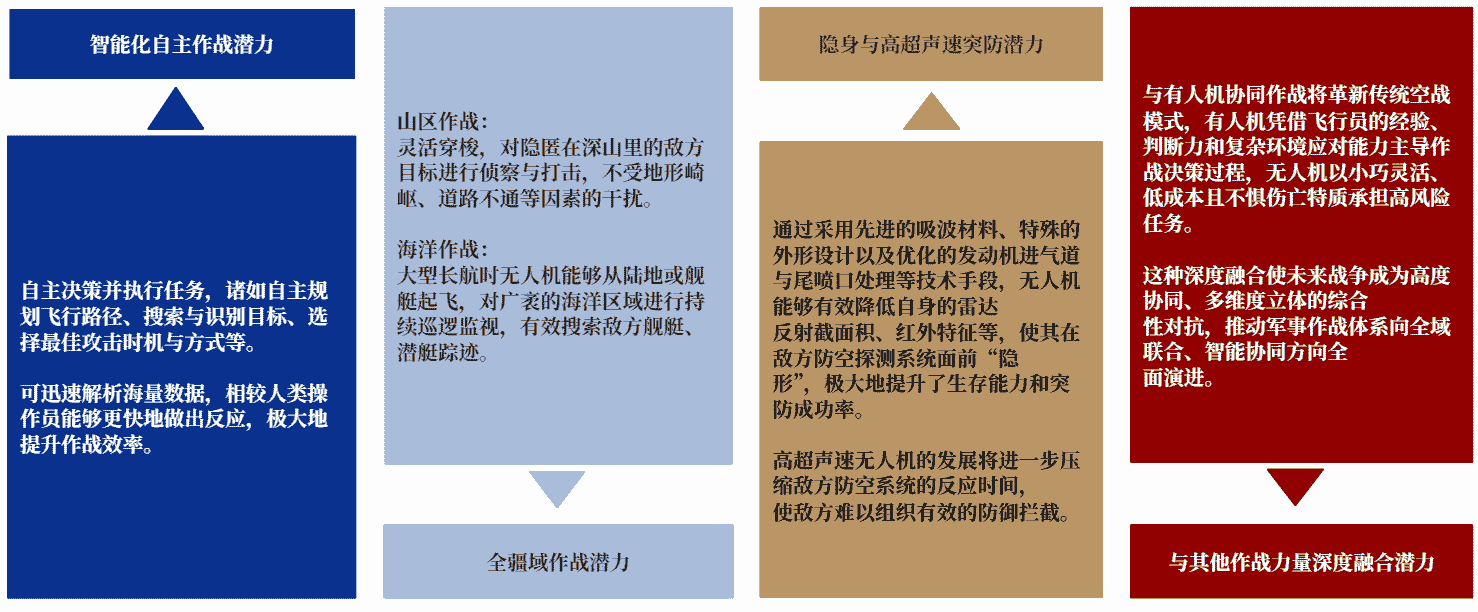 智能化自主作战潜力
自主决策并执行任务，诸如自主规
划飞行路径、搜索与识别目标、选
择最佳攻击时机与方式等。
可迅速解析海量数据，相较人类操
作员能够更快地做出反应，极大地
提升作战效率。
山区作战：
灵活穿梭，对隐匿在深山里的敌方
目标进行侦察与打击，不受地形崎
岖、道路不通等因素的干扰。
海洋作战：
大型长航时无人机能够从陆地或舰
艇起飞，对广袤的海洋区域进行持
续巡逻监视，有效搜索敌方舰艇、
潜艇踪迹。
全疆域作战潜力
隐身与高超声速突防潜力
通过采用先进的吸波材料、特殊的
外形设计以及优化的发动机进气道
与尾喷口处理等技术手段，无人机
能够有效降低自身的雷达
反射截面积、红外特征等，使其在
敌方防空探测系统面前“隐
形”，极大地提升了生存能力和突
防成功率。
高超声速无人机的发展将进一步压
缩敌方防空系统的反应时间，
使敌方难以组织有效的防御拦截。
与有人机协同作战将革新传统空战
模式，有人机凭借飞行员的经验、
判断力和复杂环境应对能力主导作
战决策过程，无人机以小巧灵活、
低成本且不惧伤亡特质承担高风险
任务。
这种深度融合使未来战争成为高度
协同、多维度立体的综合
性对抗，推动军事作战体系向全域
联合、智能协同方向全
面演进。
与其他作战力量深度融合潜力